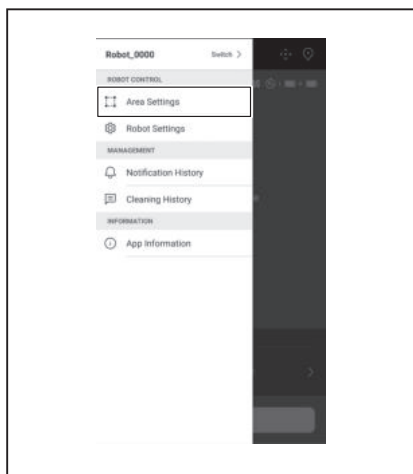 Robot_0000 Switch >
ROBOT CONTROL
Area Settings
Robot Settings
MANAGEMENT
Notification History
Cleaning History
INFORMATION
App Information